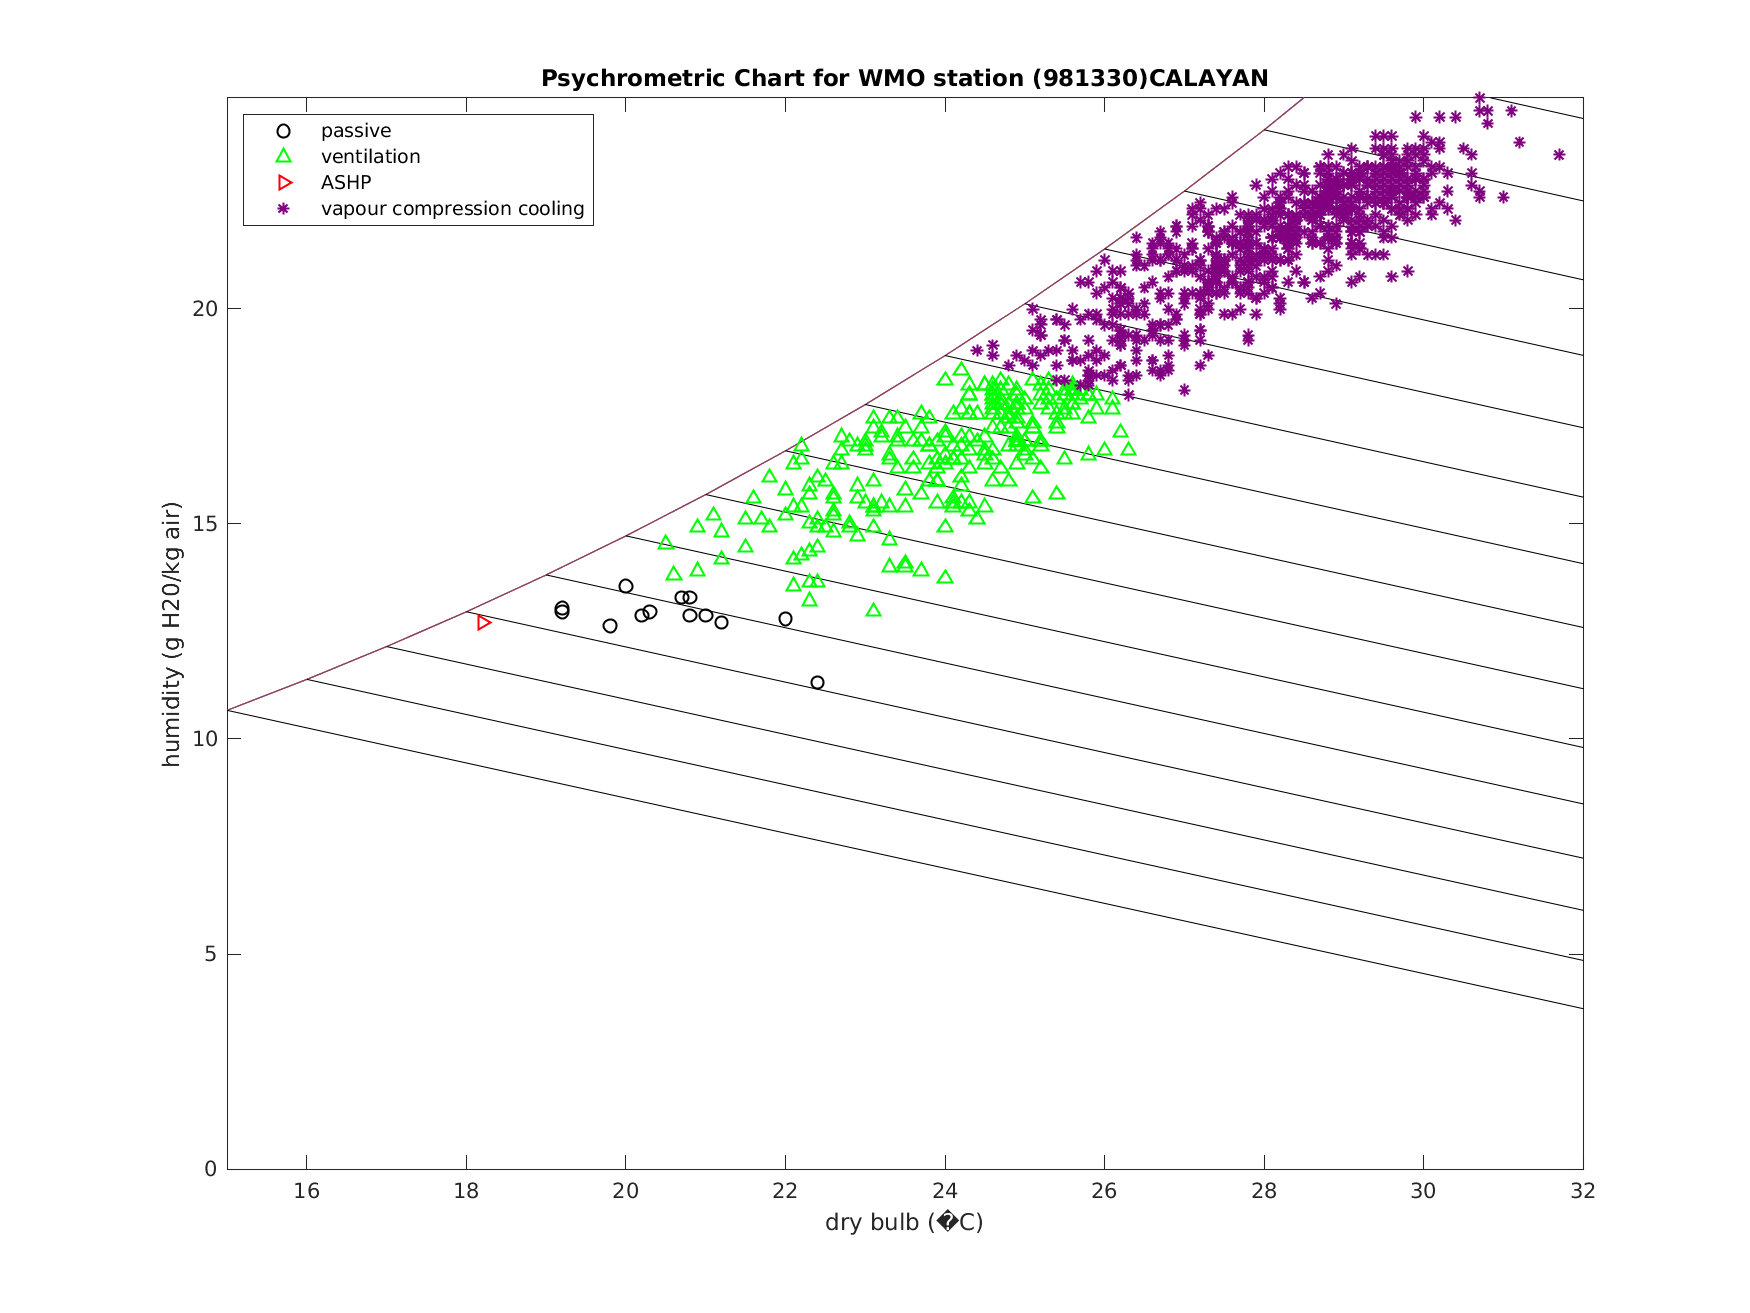 Psychrometric Chart for WMO station (981330)CALAYAN
passive
ventilation
ASHP
vapour compression cooling
humidity (g H20/kg air)
20
15
10
5
0
16 18 20 22 24 26 28 30 32
dry bulb (�C)